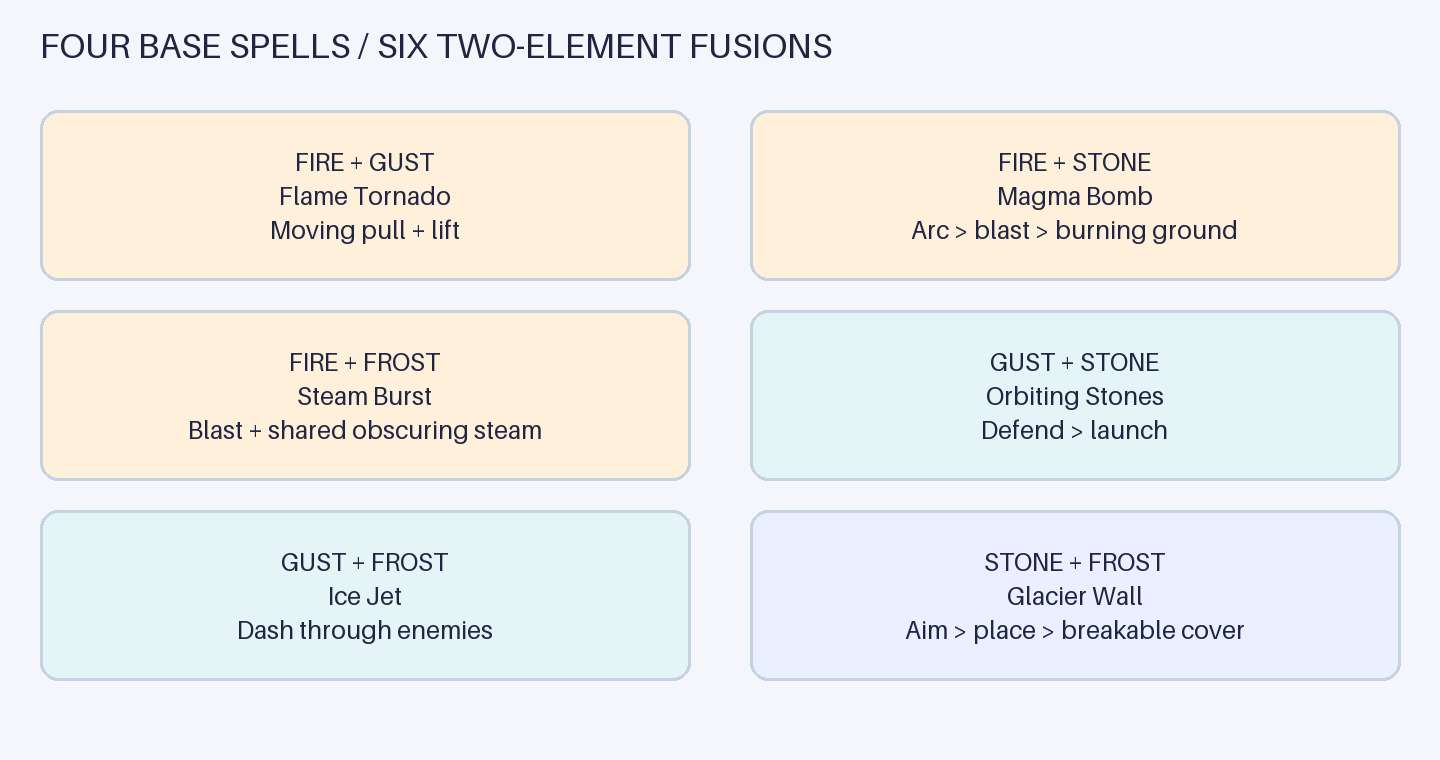 FOUR BASE SPELLS / SIX TWO-ELEMENT FUSIONS
FIRE + GUST
Flame Tornado
Moving pull + lift
FIRE + STONE
Magma Bomb
Arc > blast > burning ground
FIRE + FROST
Steam Burst
Blast + shared obscuring steam
GUST + STONE
Orbiting Stones
Defend > launch
GUST + FROST
Ice Jet
Dash through enemies
STONE + FROST
Glacier Wall
Aim > place > breakable cover